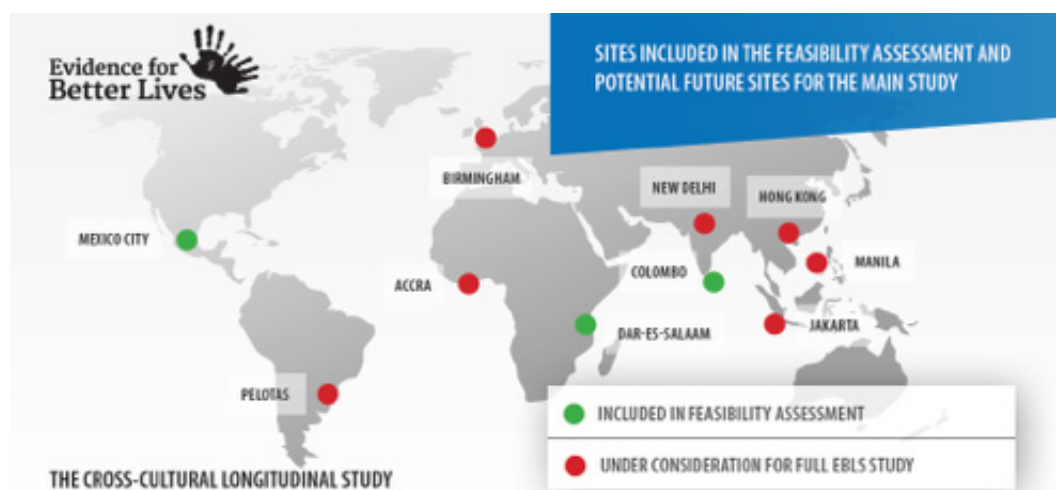 Evidence for
Better Lives
SITES INCLUDED IN THE FEASIBILITY ASSESSMENT AND
POTENTIAL FUTURE SITES FOR THE MAIN STUDY
BIRMINGHAM
NEW DELHI
HONG KONG
MEXICO CITY
MANILA
COLOMBO
ACCRA
JAKARTA
DAR-ES-SALAAM
PELOTAS
INCLUDED IN FEASIBILITY ASSESSMENT
UNDER CONSIDERATION FOR FULL EBLS STUDY
THE CROSS-CULTURAL LONGITUDINAL STUDY